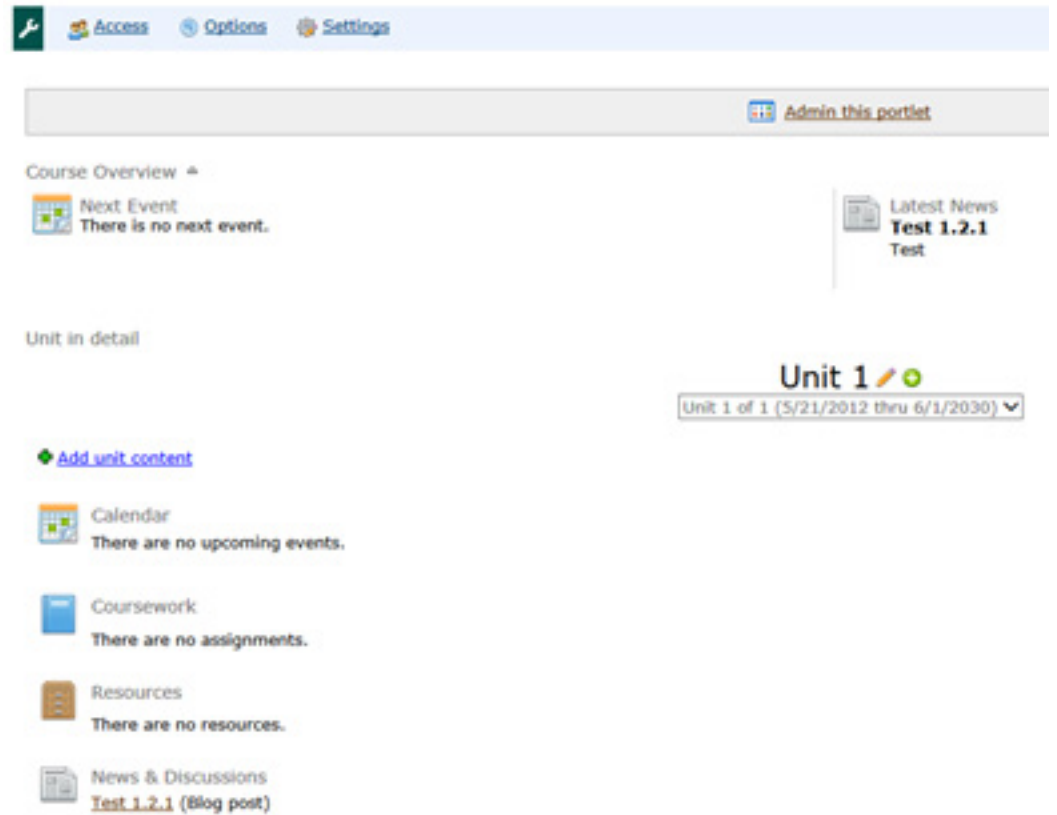 Access Options Settings
Admin this portlet
Course Overview
Next Event
There is no next event.
Latest News
Test 1.2.1
Test
Unit in detail
Unit 1
Unit 1 of 1 (5/21/2012 thru 6/1/2030)
Add unit content
Calendar
There are no upcoming events.
Coursework
There are no assignments.
Resources
There are no resources.
News & Discussions
Test 1.2.1 (Blog post)